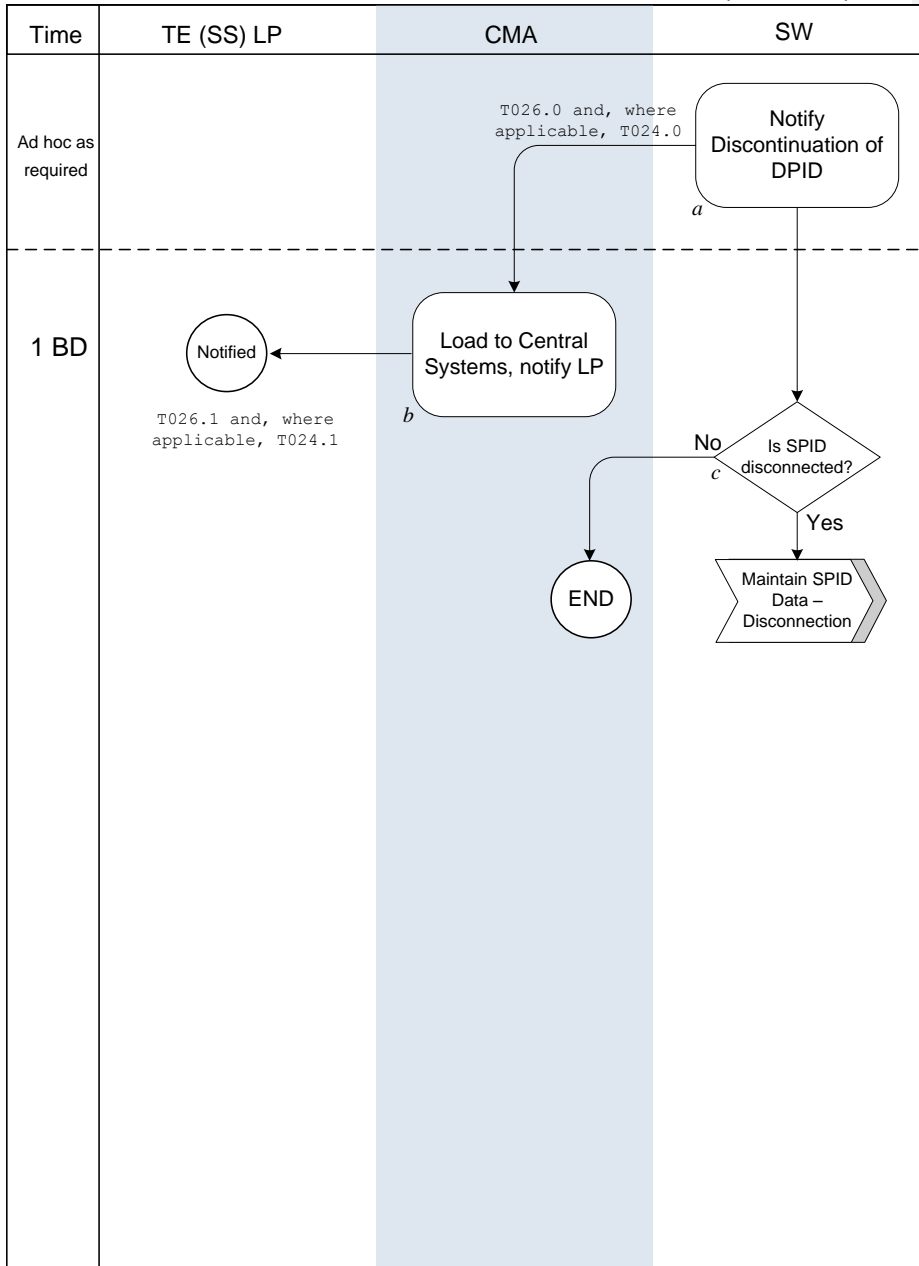 Time
TE (SS) LP
CMA
SW
Ad hoc as
required
T026.0 and, where
applicable, T024.0
Notify
Discontinuation of
DPID
a
1 BD
Notified
T026.1 and, where
applicable, T024.1
Load to Central
Systems, notify LP
b
No
c
Is SPID
disconnected?
Yes
END
Maintain SPID
Data –
Disconnection